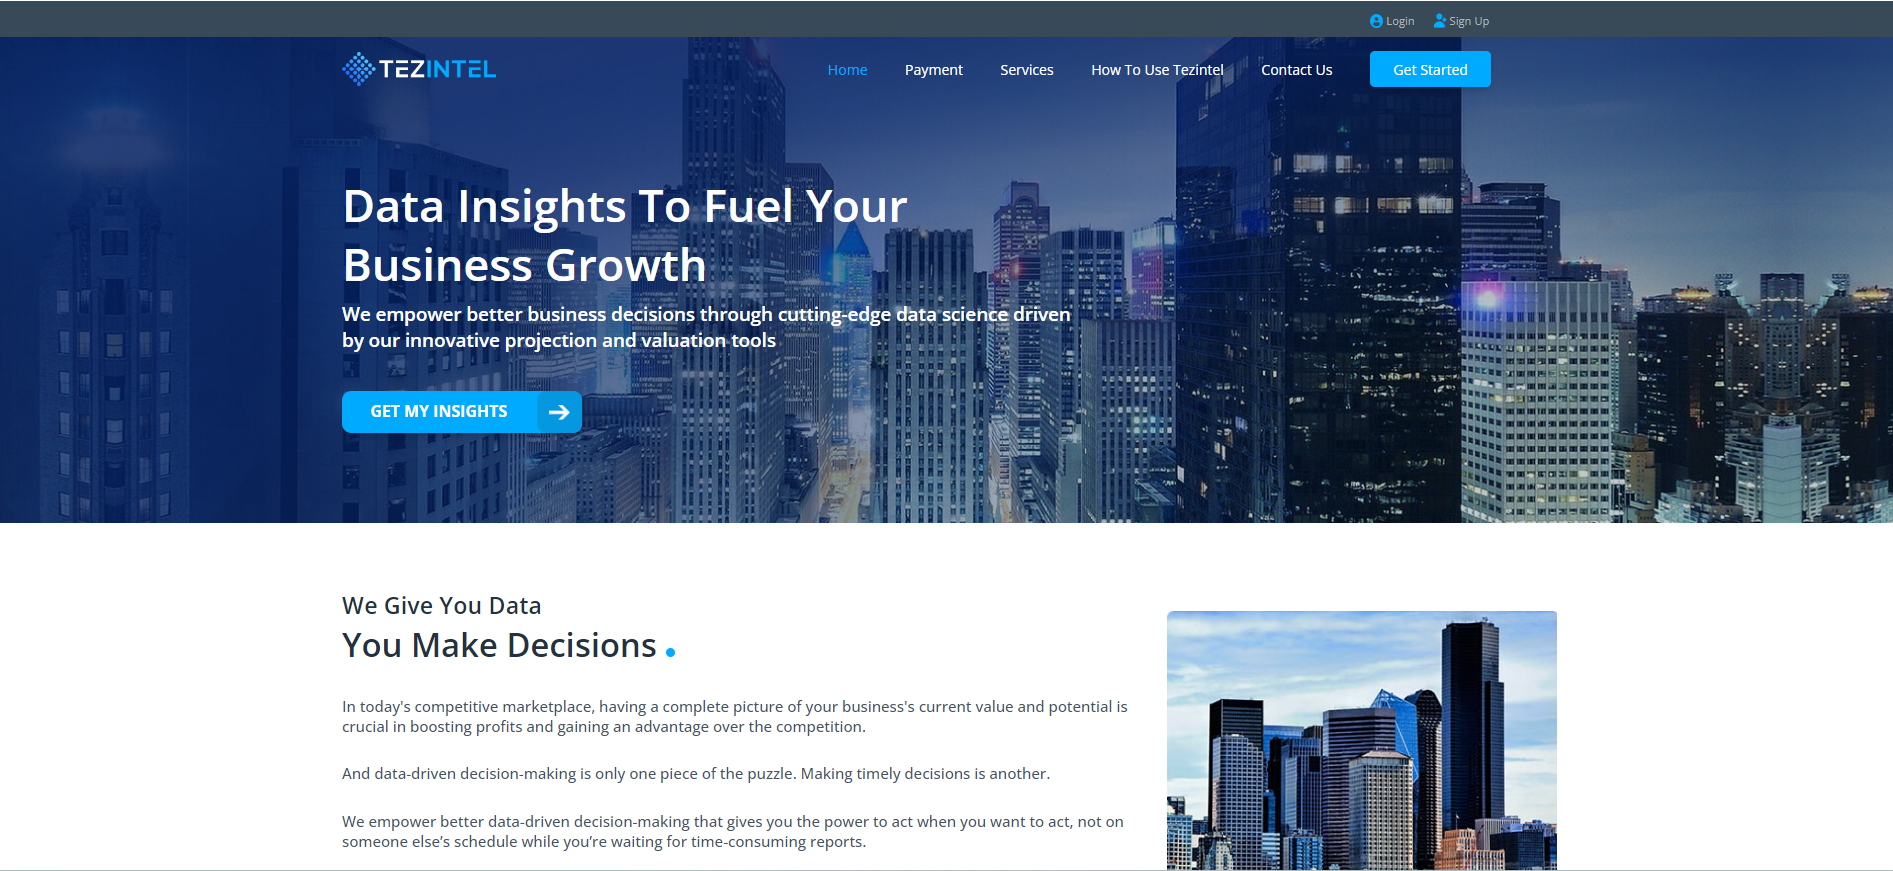 Login Sign Up
TEZINTEL
Home Payment Services How To Use Tezintel Contact Us Get Started
Data Insights To Fuel Your
Business Growth
We empower better business decisions through cutting-edge data science driven
by our innovative projection and valuation tools
GET MY INSIGHTS
We Give You Data
You Make Decisions
In today's competitive marketplace, having a complete picture of your business's current value and potential is
crucial in boosting profits and gaining an advantage over the competition.
And data-driven decision-making is only one piece of the puzzle. Making timely decisions is another.
We empower better data-driven decision-making that gives you the power to act when you want to act, not on
someone else’s schedule while you’re waiting for time-consuming reports.